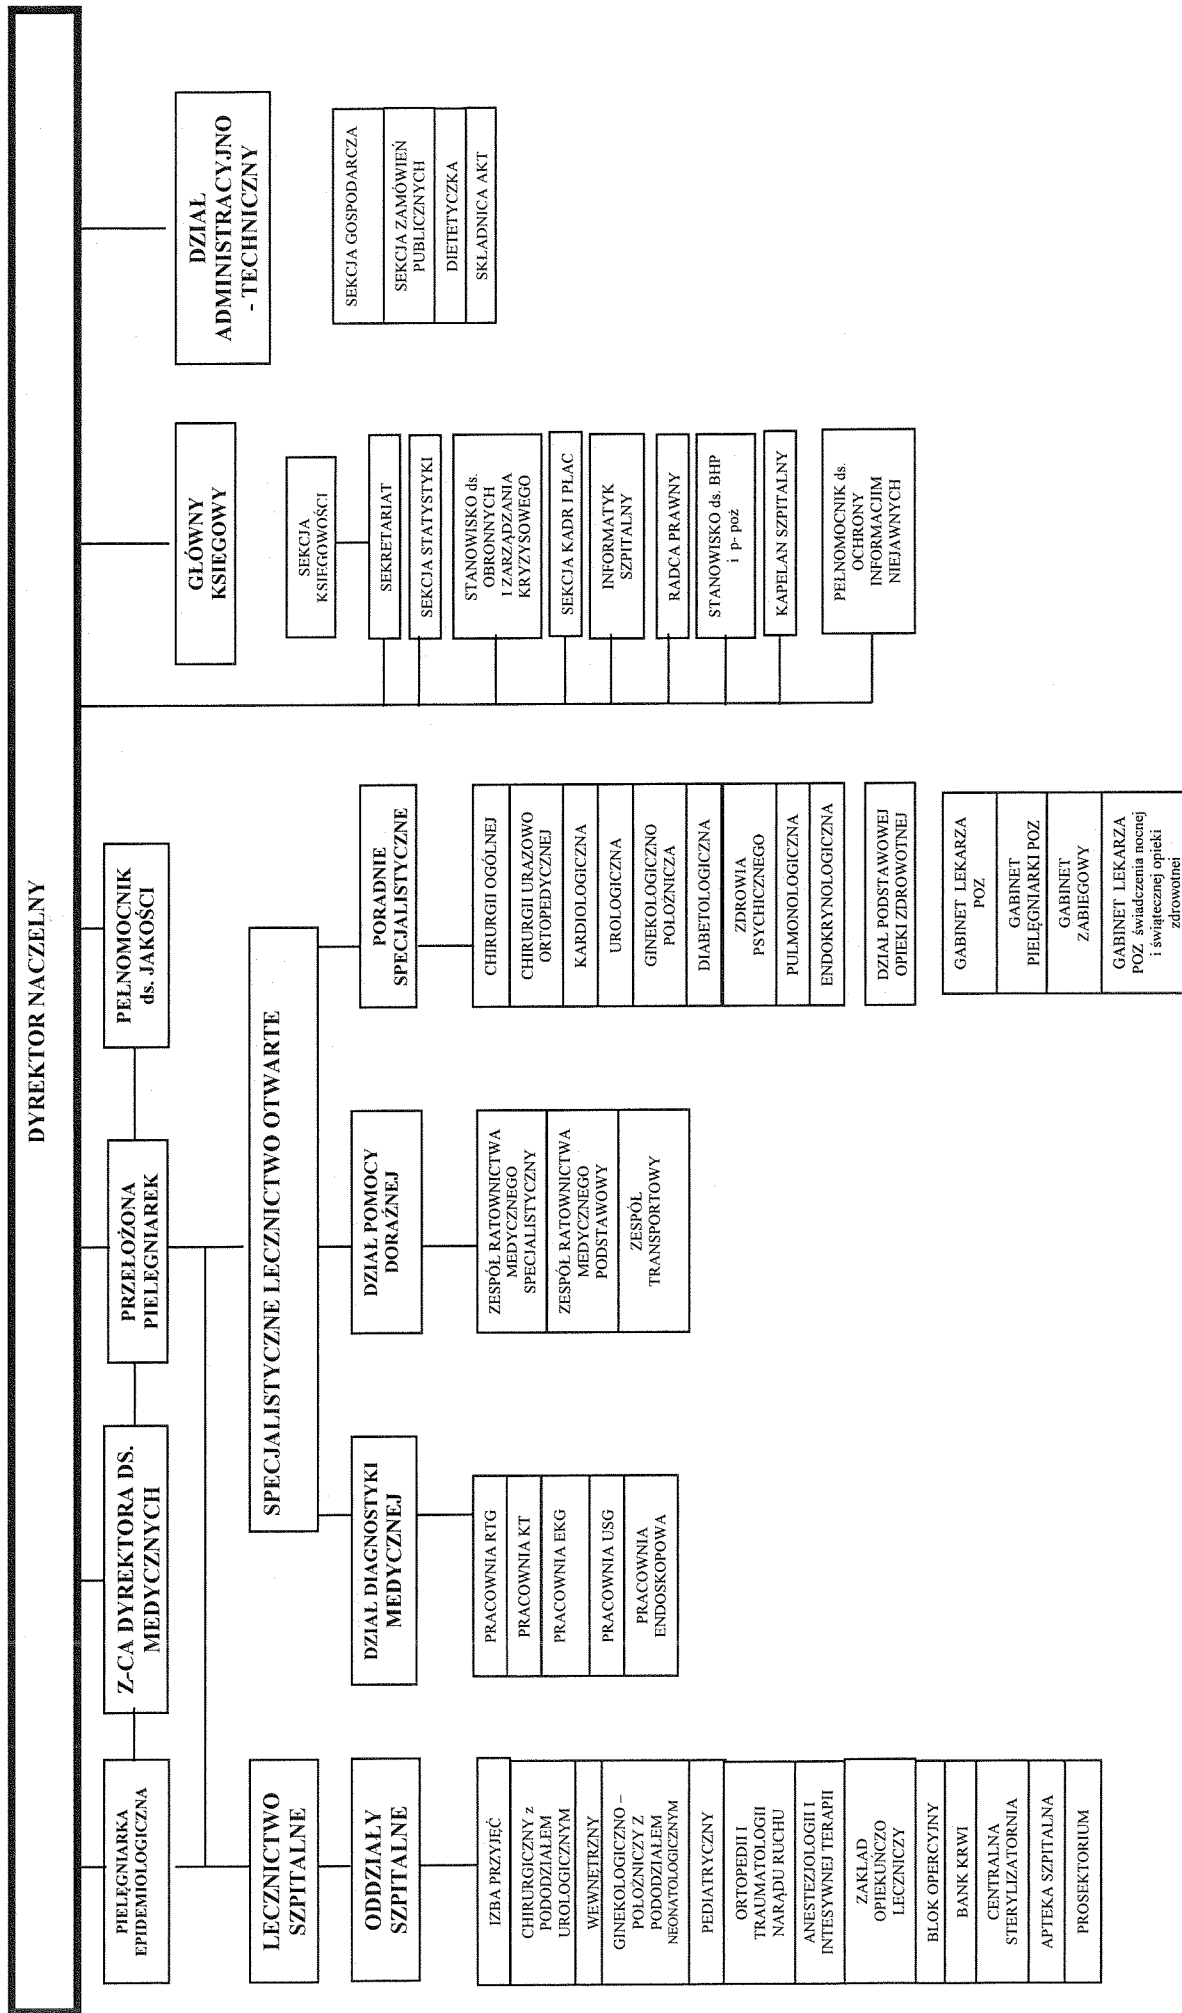 DYREKTOR NACZELNY
PIELĘGNIARKA
EPIDEMIOLOGICZNA
Z-CA DYREKTORA DS.
MEDYCZNYCH
PRZEŁOŻONA
PIELĘGNIAREK
PEŁNOMOCNIK
ds. JAKOŚCI
GŁÓWNY
KSIĘGOWY
DZIAŁ
ADMINISTRACYJNO
- TECHNICZNY
LECZNICTWO
SZPITALNE
SPECJALISTYCZNE LECZNICTWO OTWARTE
ODDZIAŁY
SZPITALNE
DZIAŁ DIAGNOSTYKI
MEDYCZNEJ
DZIAŁ POMOCY
DORAŹNEJ
PORADNIE
SPECJALISTYCZNE
IZBA PRZYJĘĆ
CHIRURGICZNY z
PODODZIAŁEM
UROLOGICZNYM
WEWNĘTRZNY
GINEKOLOGICZNO –
POŁOŻNICZY Z
PODODZIAŁEM
NEONATOLOGICZNYM
PEDIATRYCZNY
ORTOPEDII I
TRAUMATOLOGII
NARĄDU RUCHU
ANESTEZJOLOGII I
INTESYWNEJ TERAPII
ZAKŁAD
OPIEKUŃCZO
LECZNICZY
BLOK OPERCYJNY
BANK KRWI
CENTRALNA
STERYLIZATORNIA
APTEKA SZPITALNA
PROSEKTORIUM
PRACOWNIA RTG
PRACOWNIA KT
PRACOWNIA EKG
PRACOWNIA USG
PRACOWNIA
ENDOSKOPOWA
ZESPÓŁ RATOWNICTWA
MEDYCZNEGO
SPECJALISTYCZNY
ZESPÓŁ RATOWNICTWA
MEDYCZNEGO
PODSTAWOWY
ZESPÓŁ
TRANSPORTOWY
CHIRURGII OGÓLNEJ
CHIRURGII URAZOWO
ORTOPEDYCZNEJ
KARDIOLOGICZNA
UROLOGICZNA
GINEKOLOGICZNO
POŁOŻNICZA
DIABETOLOGICZNA
ZDROWIA
PSYCHICZNEGO
PULMONOLOGICZNA
ENDOKRYNOLOGICZNA
DZIAŁ PODSTAWOWEJ
OPIEKI ZDROWOTNEJ
GABINET LEKARZA
POZ
GABINET
PIELĘGNIARKI POZ
GABINET
ZABIEGOWY
GABINET LEKARZA
POZ świadczenia nocnej
i świątecznej opieki
zdrowotnej
SEKCJA
KSIĘGOWOŚCI
SEKRETARIAT
SEKCJA STATYSTYKI
STANOWISKO ds.
OBRONNYCH
I ZARZĄDZANIA
KRYZYSOWEGO
SEKCJA KADR I PŁAC
INFORMATYK
SZPITALNY
RADCA PRAWNY
STANOWISKO ds. BHP
i p- poż
KAPELAN SZPITALNY
PEŁNOMOCNIK ds.
OCHRONY
INFORMACJIM
NIEJAWNYCH
SEKCJA GOSPODARCZA
SEKCJA ZAMÓWIEŃ
PUBLICZNYCH
DIETETYCZKA
SKŁADNICA AKT